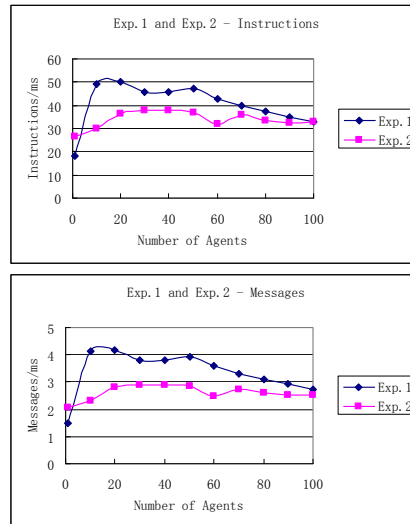 Exp.1 and Exp.2 - Instructions
60
50
40
30
20
10
0
Instructions/ms
0 20 40 60 80 100
Number of Agents
Exp.1
Exp.2
Exp.1 and Exp.2 - Messages
5
4
3
2
1
0
Messages/ms
0 20 40 60 80 100
Number of Agents
Exp.1
Exp.2